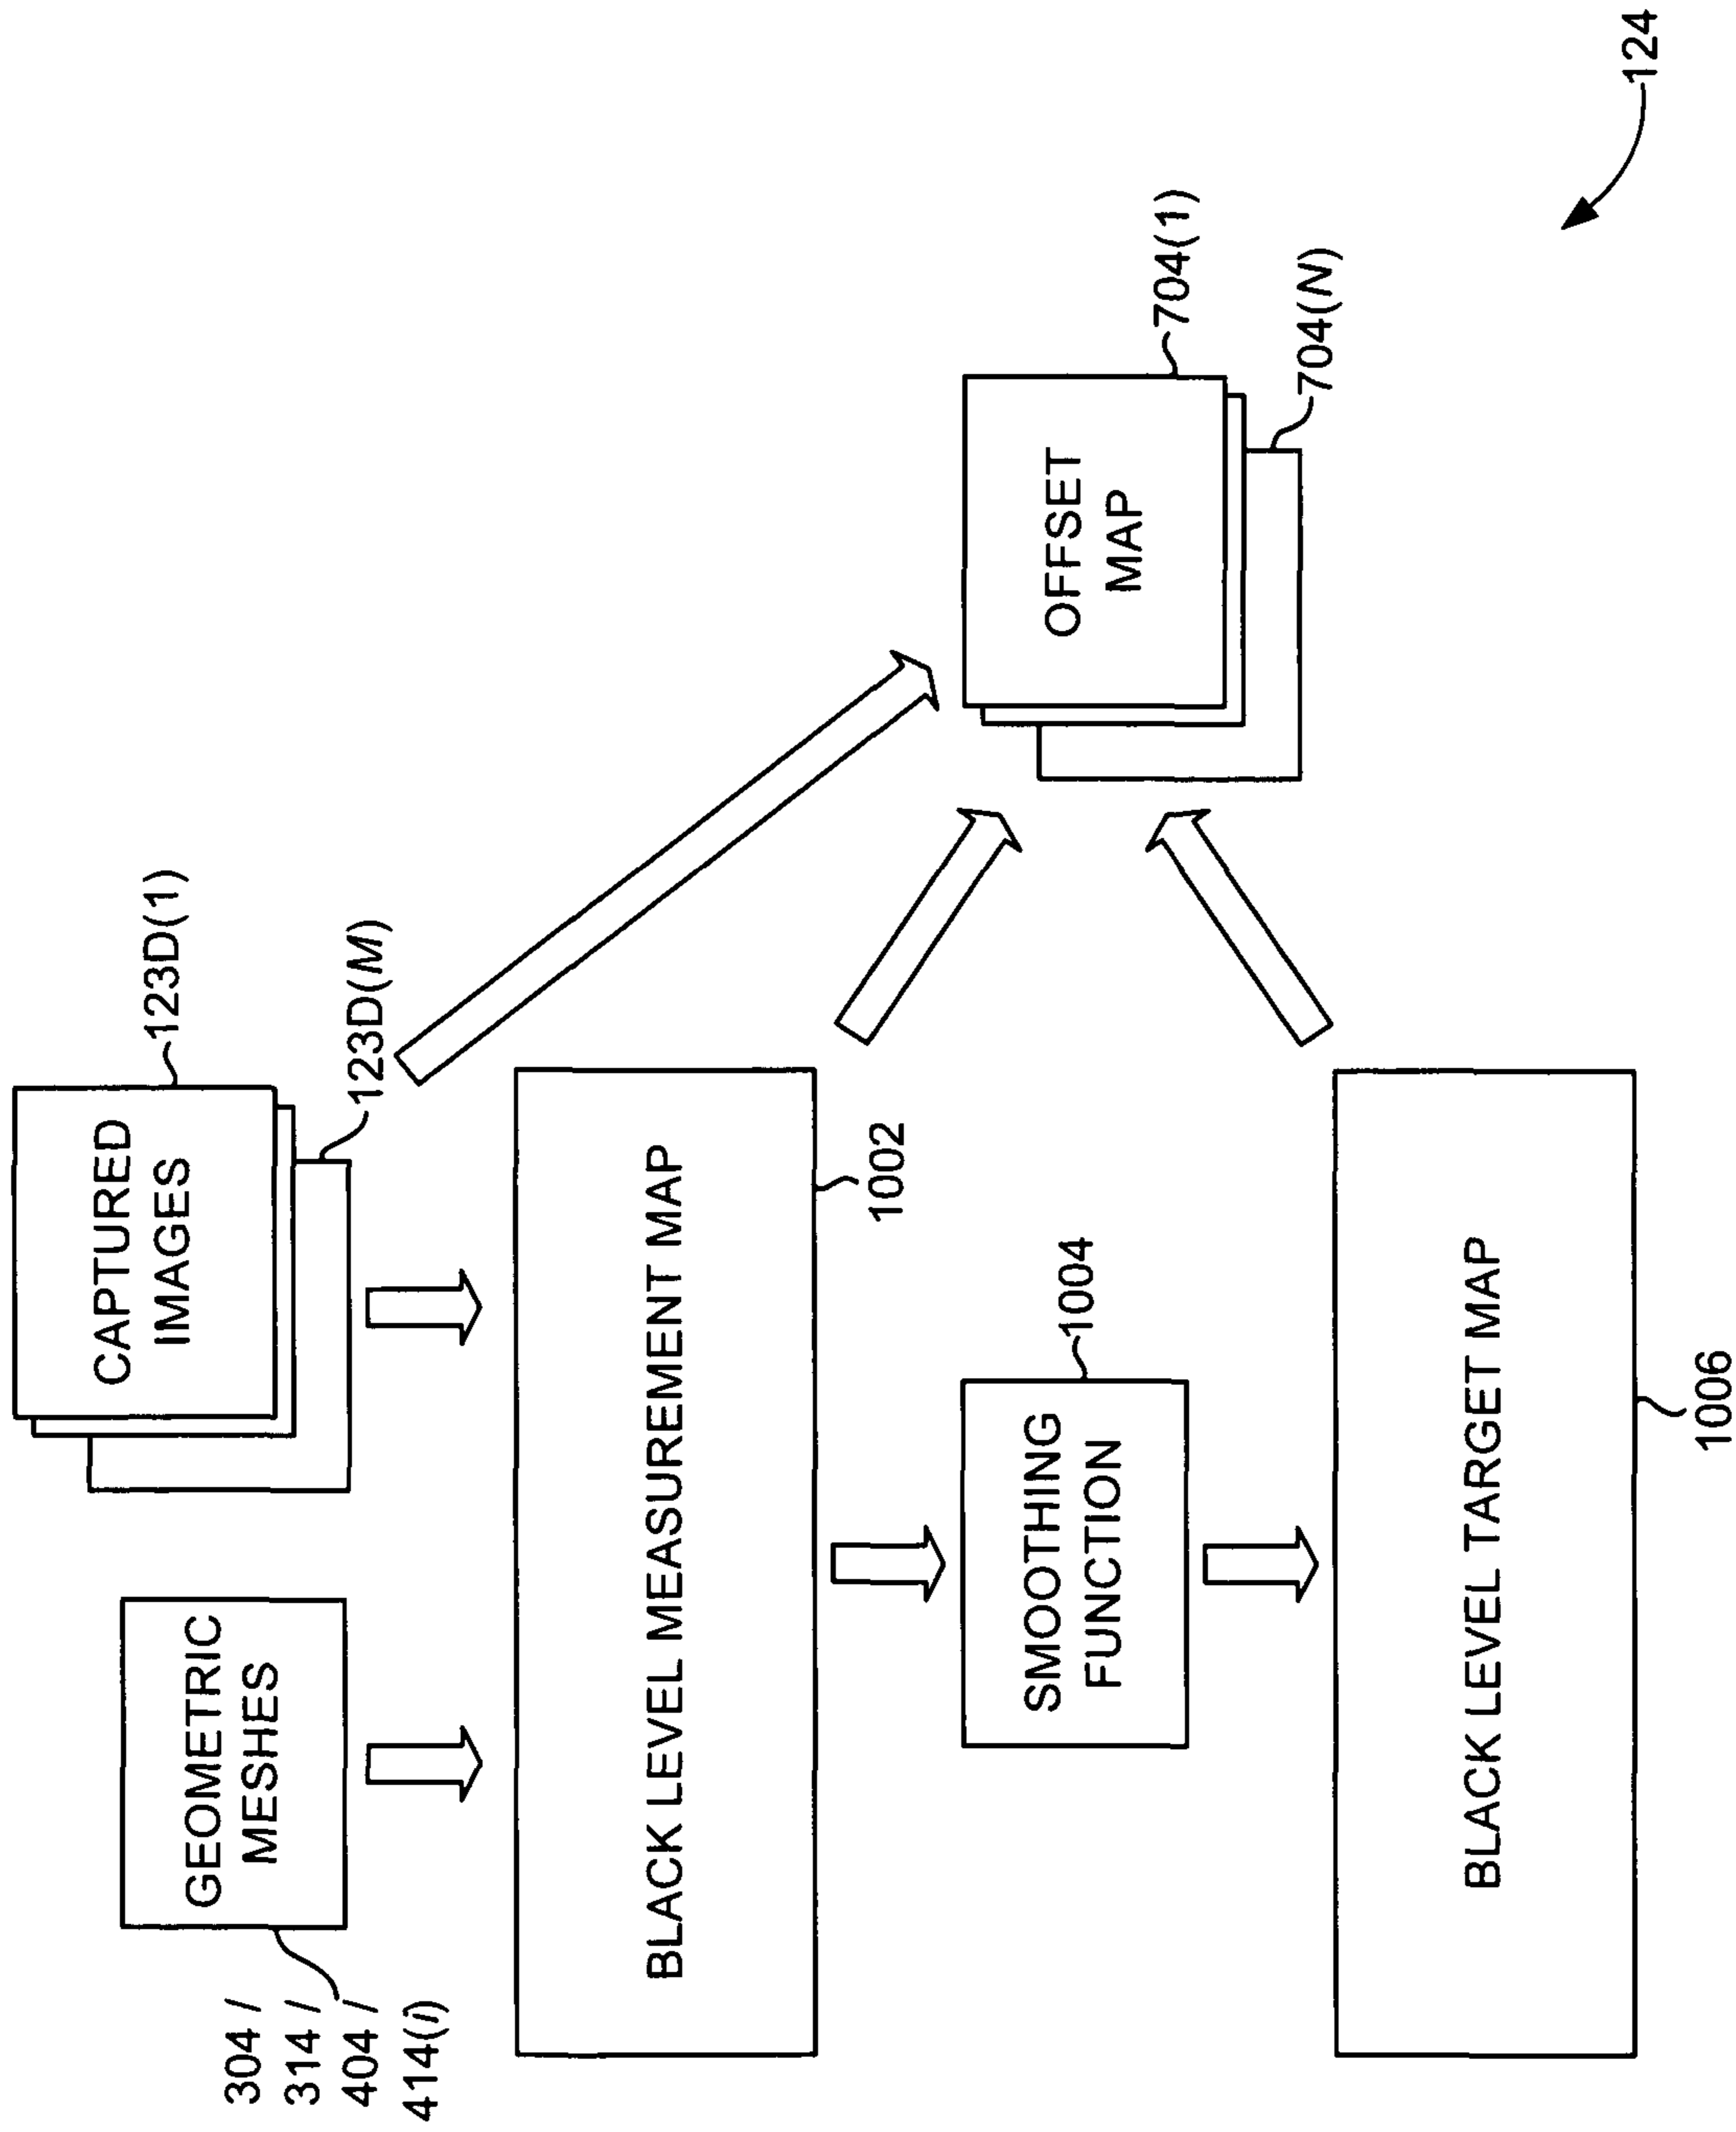 304 /
314 /
404 /
414(i)
GEOMETRIC
MESHES
CAPTURED
IMAGES
123D(1)
123D(M)
BLACK LEVEL MEASUREMENT MAP
1002
SMOOTHING
FUNCTION
1004
BLACK LEVEL TARGET MAP
1006
OFFSET
MAP
704(1)
704(N)
124